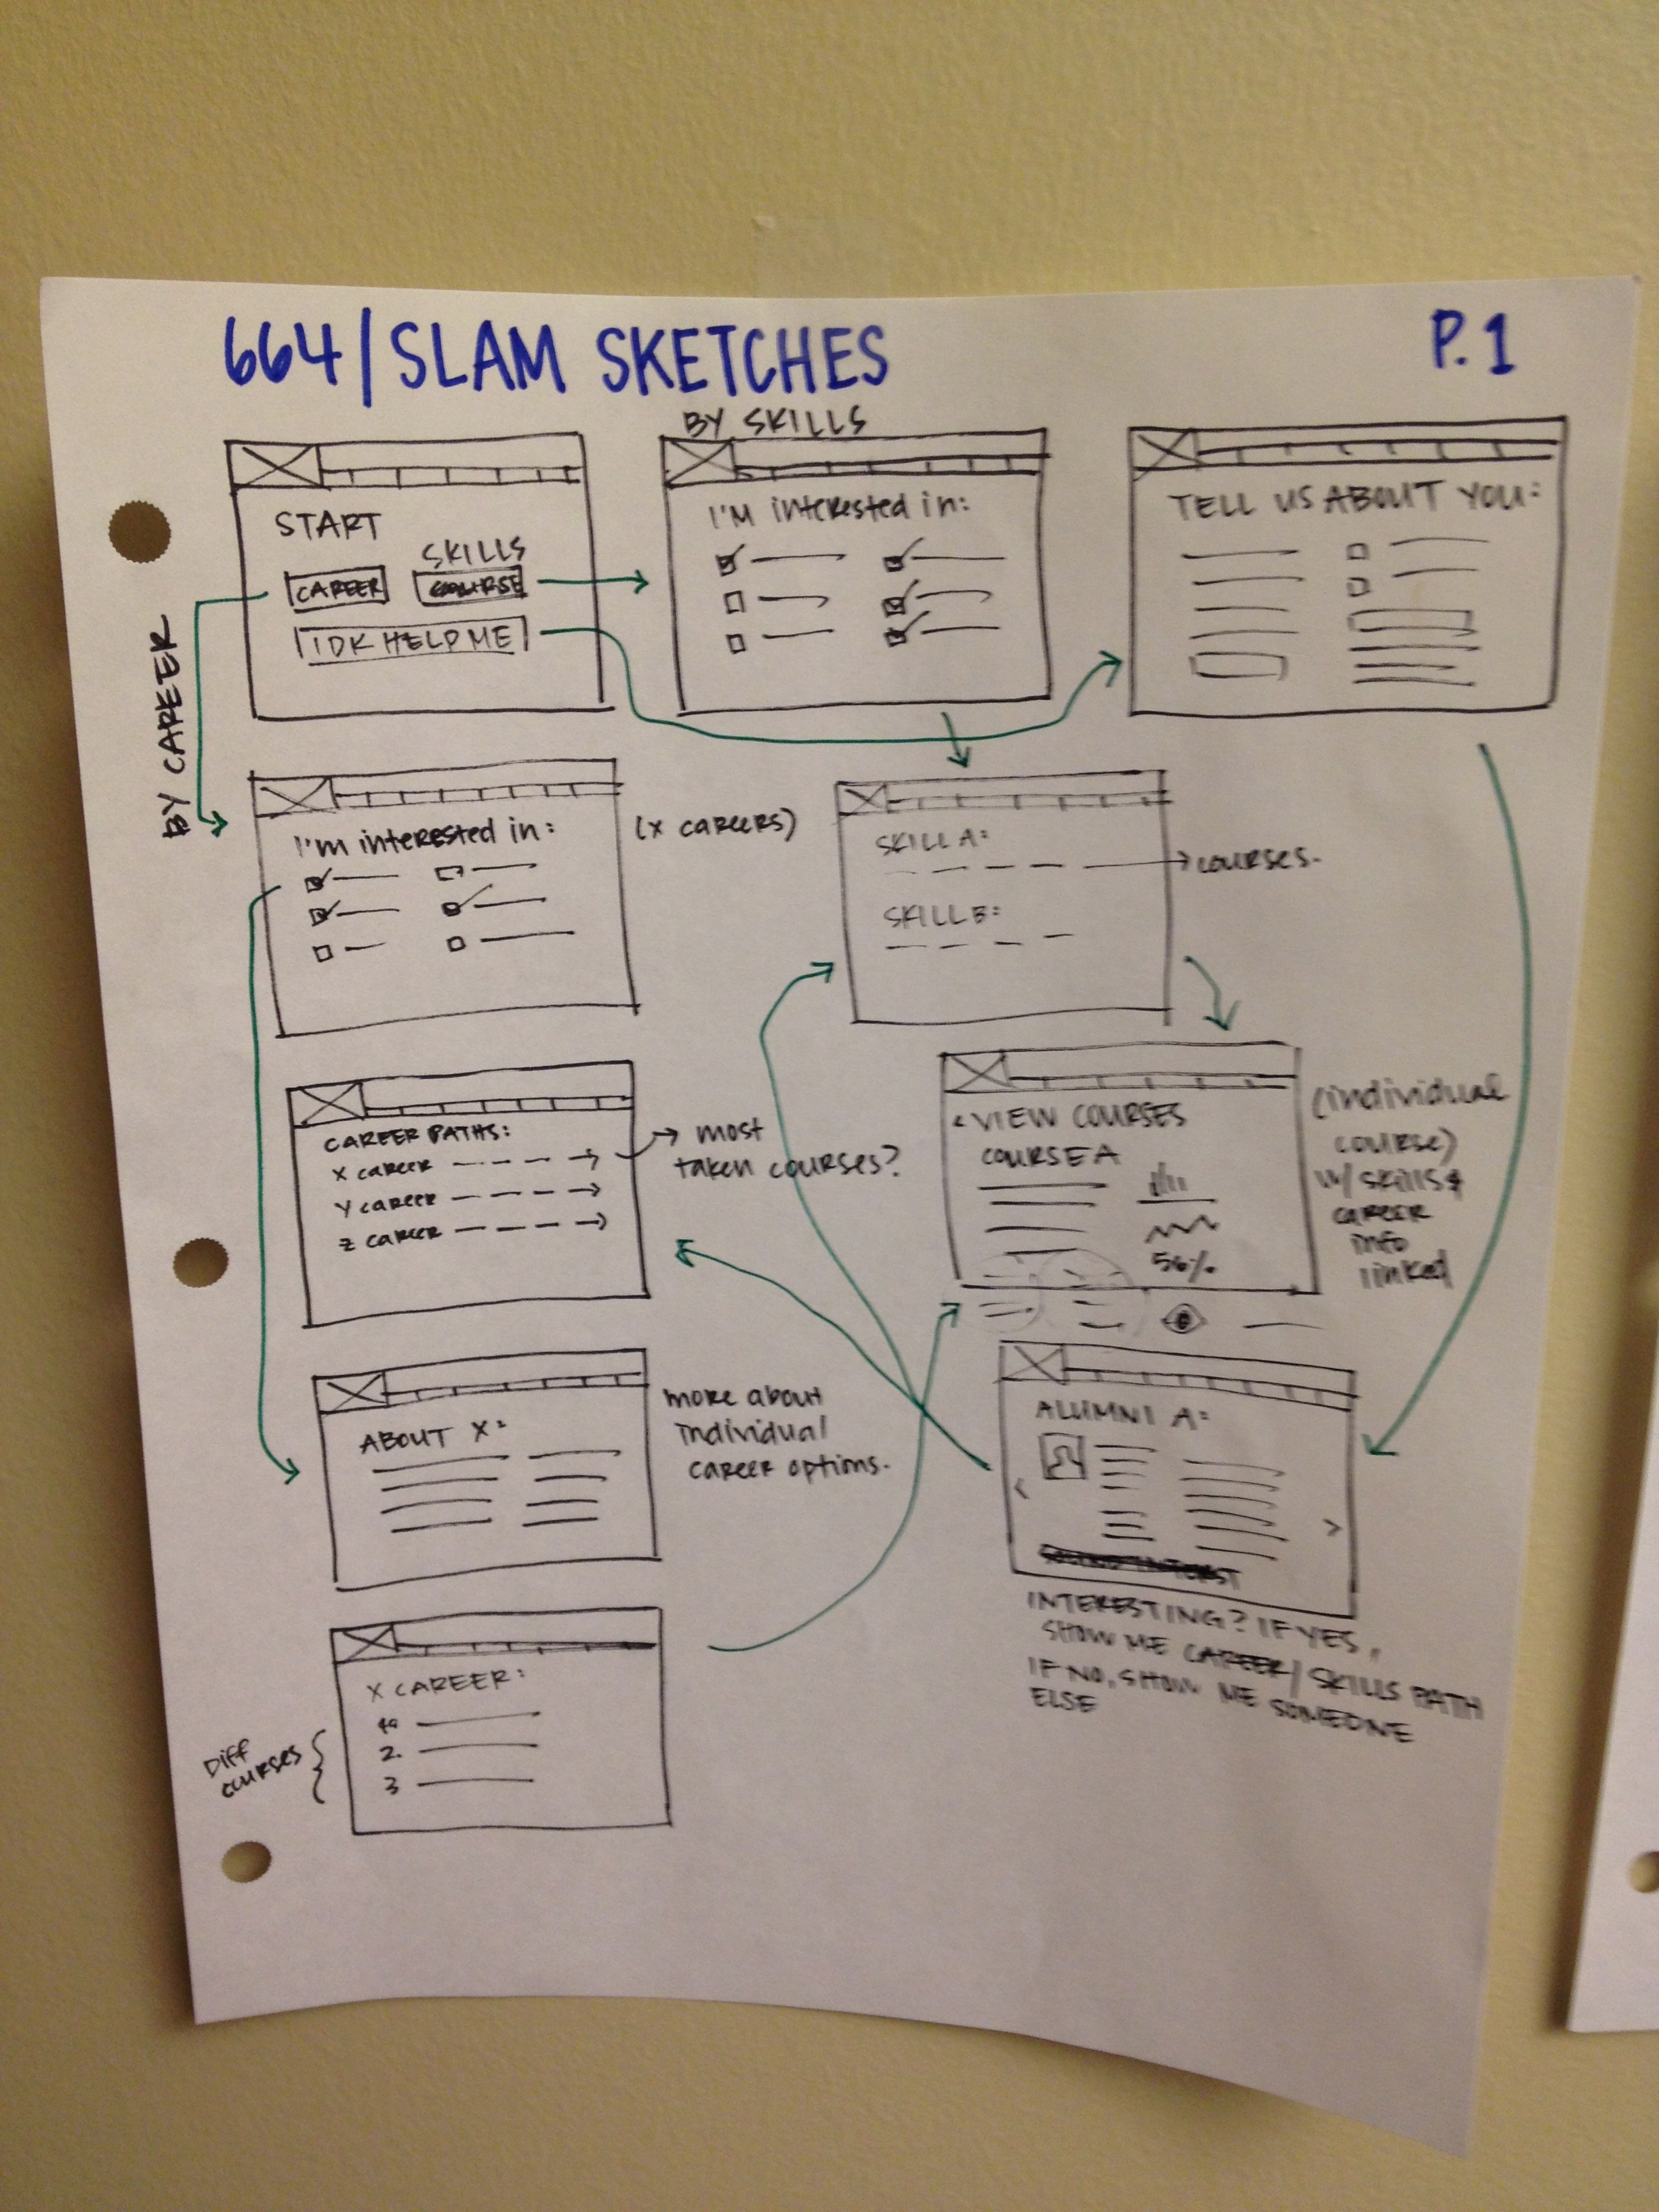 664/SLAM SKETCHES
P.1
START
SKILLS
CAREER
COURSE
IDK HELP ME
BY CAREER
BY SKILLS
I'M interested in:
TELL US ABOUT YOU:
I'm interested in:
(X CAREERS)
SKILL A:
courses.
SKILL B:
CAREER PATHS:
X career
Y career
Z career
most
taken courses?
< VIEW COURSES
COURSE A
56%
(individual
course)
w/ skills &
career
info
linked
ABOUT X:
more about
individual
career options.
ALUMNI A:
<
>
INTERESTING? IF YES,
SHOW ME CAREER/SKILLS PATH
IF NO, SHOW ME SOMEONE
ELSE
X CAREER:
2.
3
Diff
courses